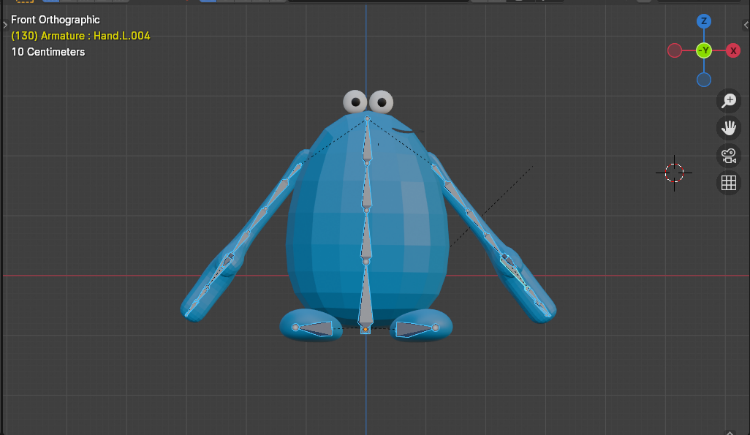 Front Orthographic
(130) Armature : Hand.L.004
10 Centimeters
Z
-Y
X